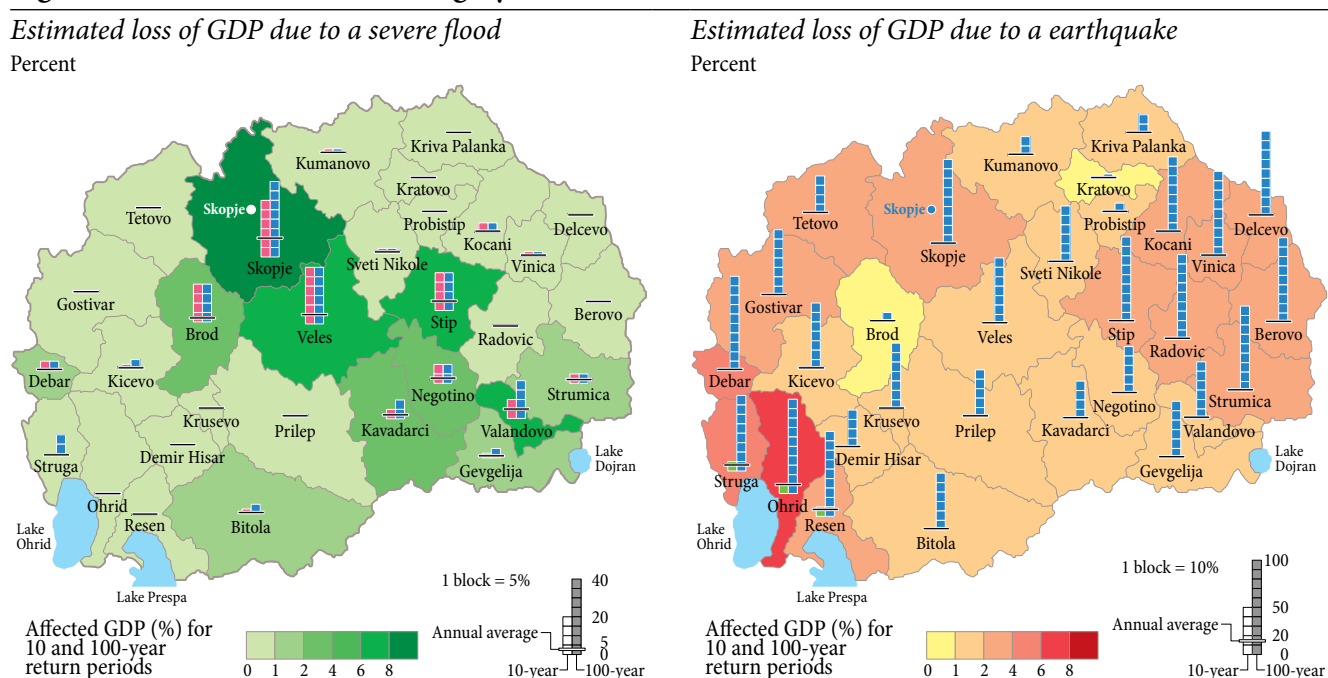 Estimated loss of GDP due to a severe flood
Percent
Kriva Palanka
Kumanovo
Kratovo
Tetovo
Skopje
Probistip
Delcevo
Kocani
Skopje
Sveti Nikole
Vinica
Gostivar
Berovo
Brod
Stip
Veles
Radovic
Debar
Kicevo
Negotino
Strumica
Krusevo
Prilep
Kavadarci
Valandovo
Struga
Demir Hisar
Gevgelija
Lake
Dojran
Ohrid
Resen
Bitola
Lake
Ohrid
Lake Prespa
1 block = 5%
40
20
5
0
Annual average
10-year
100-year
Affected GDP (%) for
10 and 100-year
return periods
0 1 2 4 6 8
Estimated loss of GDP due to a earthquake
Percent
Kriva Palanka
Kumanovo
Kratovo
Tetovo
Skopje
Probistip
Delcevo
Kocani
Skopje
Sveti Nikole
Vinica
Gostivar
Berovo
Brod
Stip
Veles
Radovic
Debar
Kicevo
Negotino
Strumica
Krusevo
Prilep
Kavadarci
Valandovo
Demir Hisar
Struga
Gevgelija
Lake
Dojran
Ohrid
Resen
Bitola
Lake
Ohrid
Lake Prespa
1 block = 10%
100
50
20
0
Annual average
10-year
100-year
Affected GDP (%) for
10 and 100-year
return periods
0 1 2 4 6 8